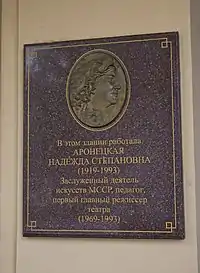 В этом здании работала
АРОНЕЦКАЯ
НАДЕЖДА СТЕПАНОВНА
(1919-1993)
Заслуженный деятель
искусств МССР, педагог,
первый главный режиссер
театра
(1969-1993)